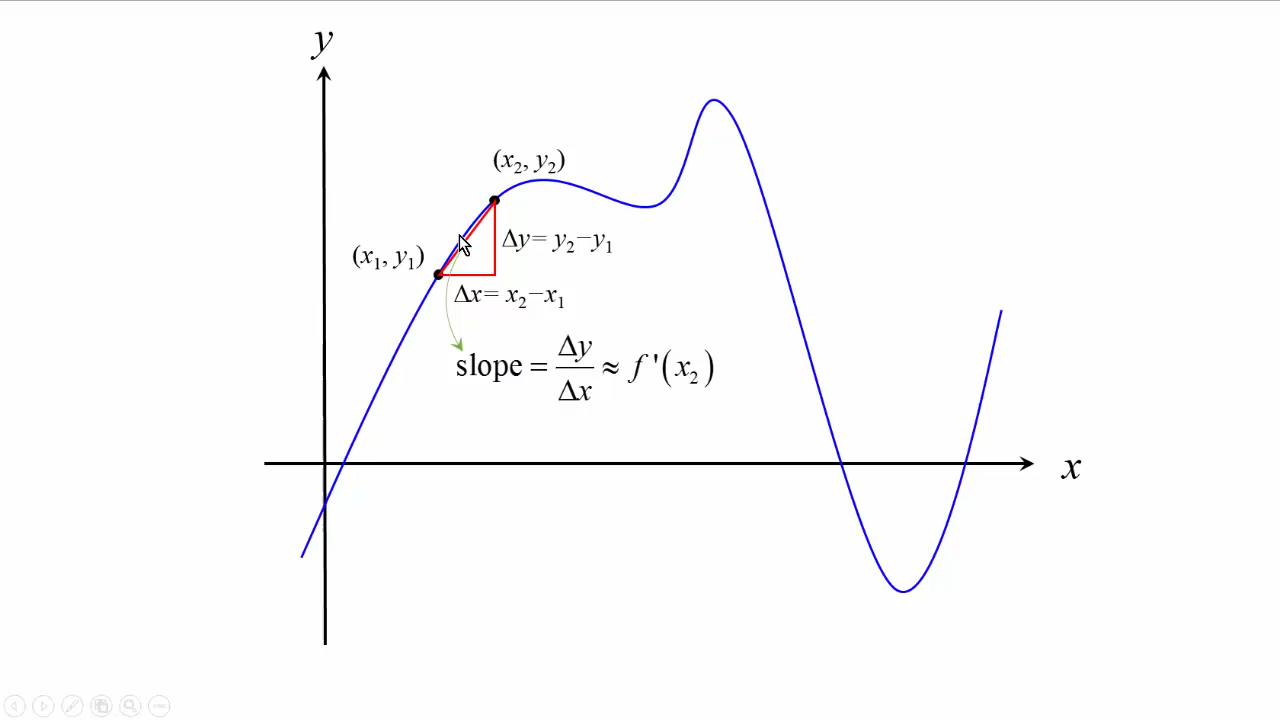 y
(x₂, y₂)
Δy= y₂−y₁
(x₁, y₁)
Δx= x₂−x₁
slope = Δy/Δx ≈ f '(x₂)
x